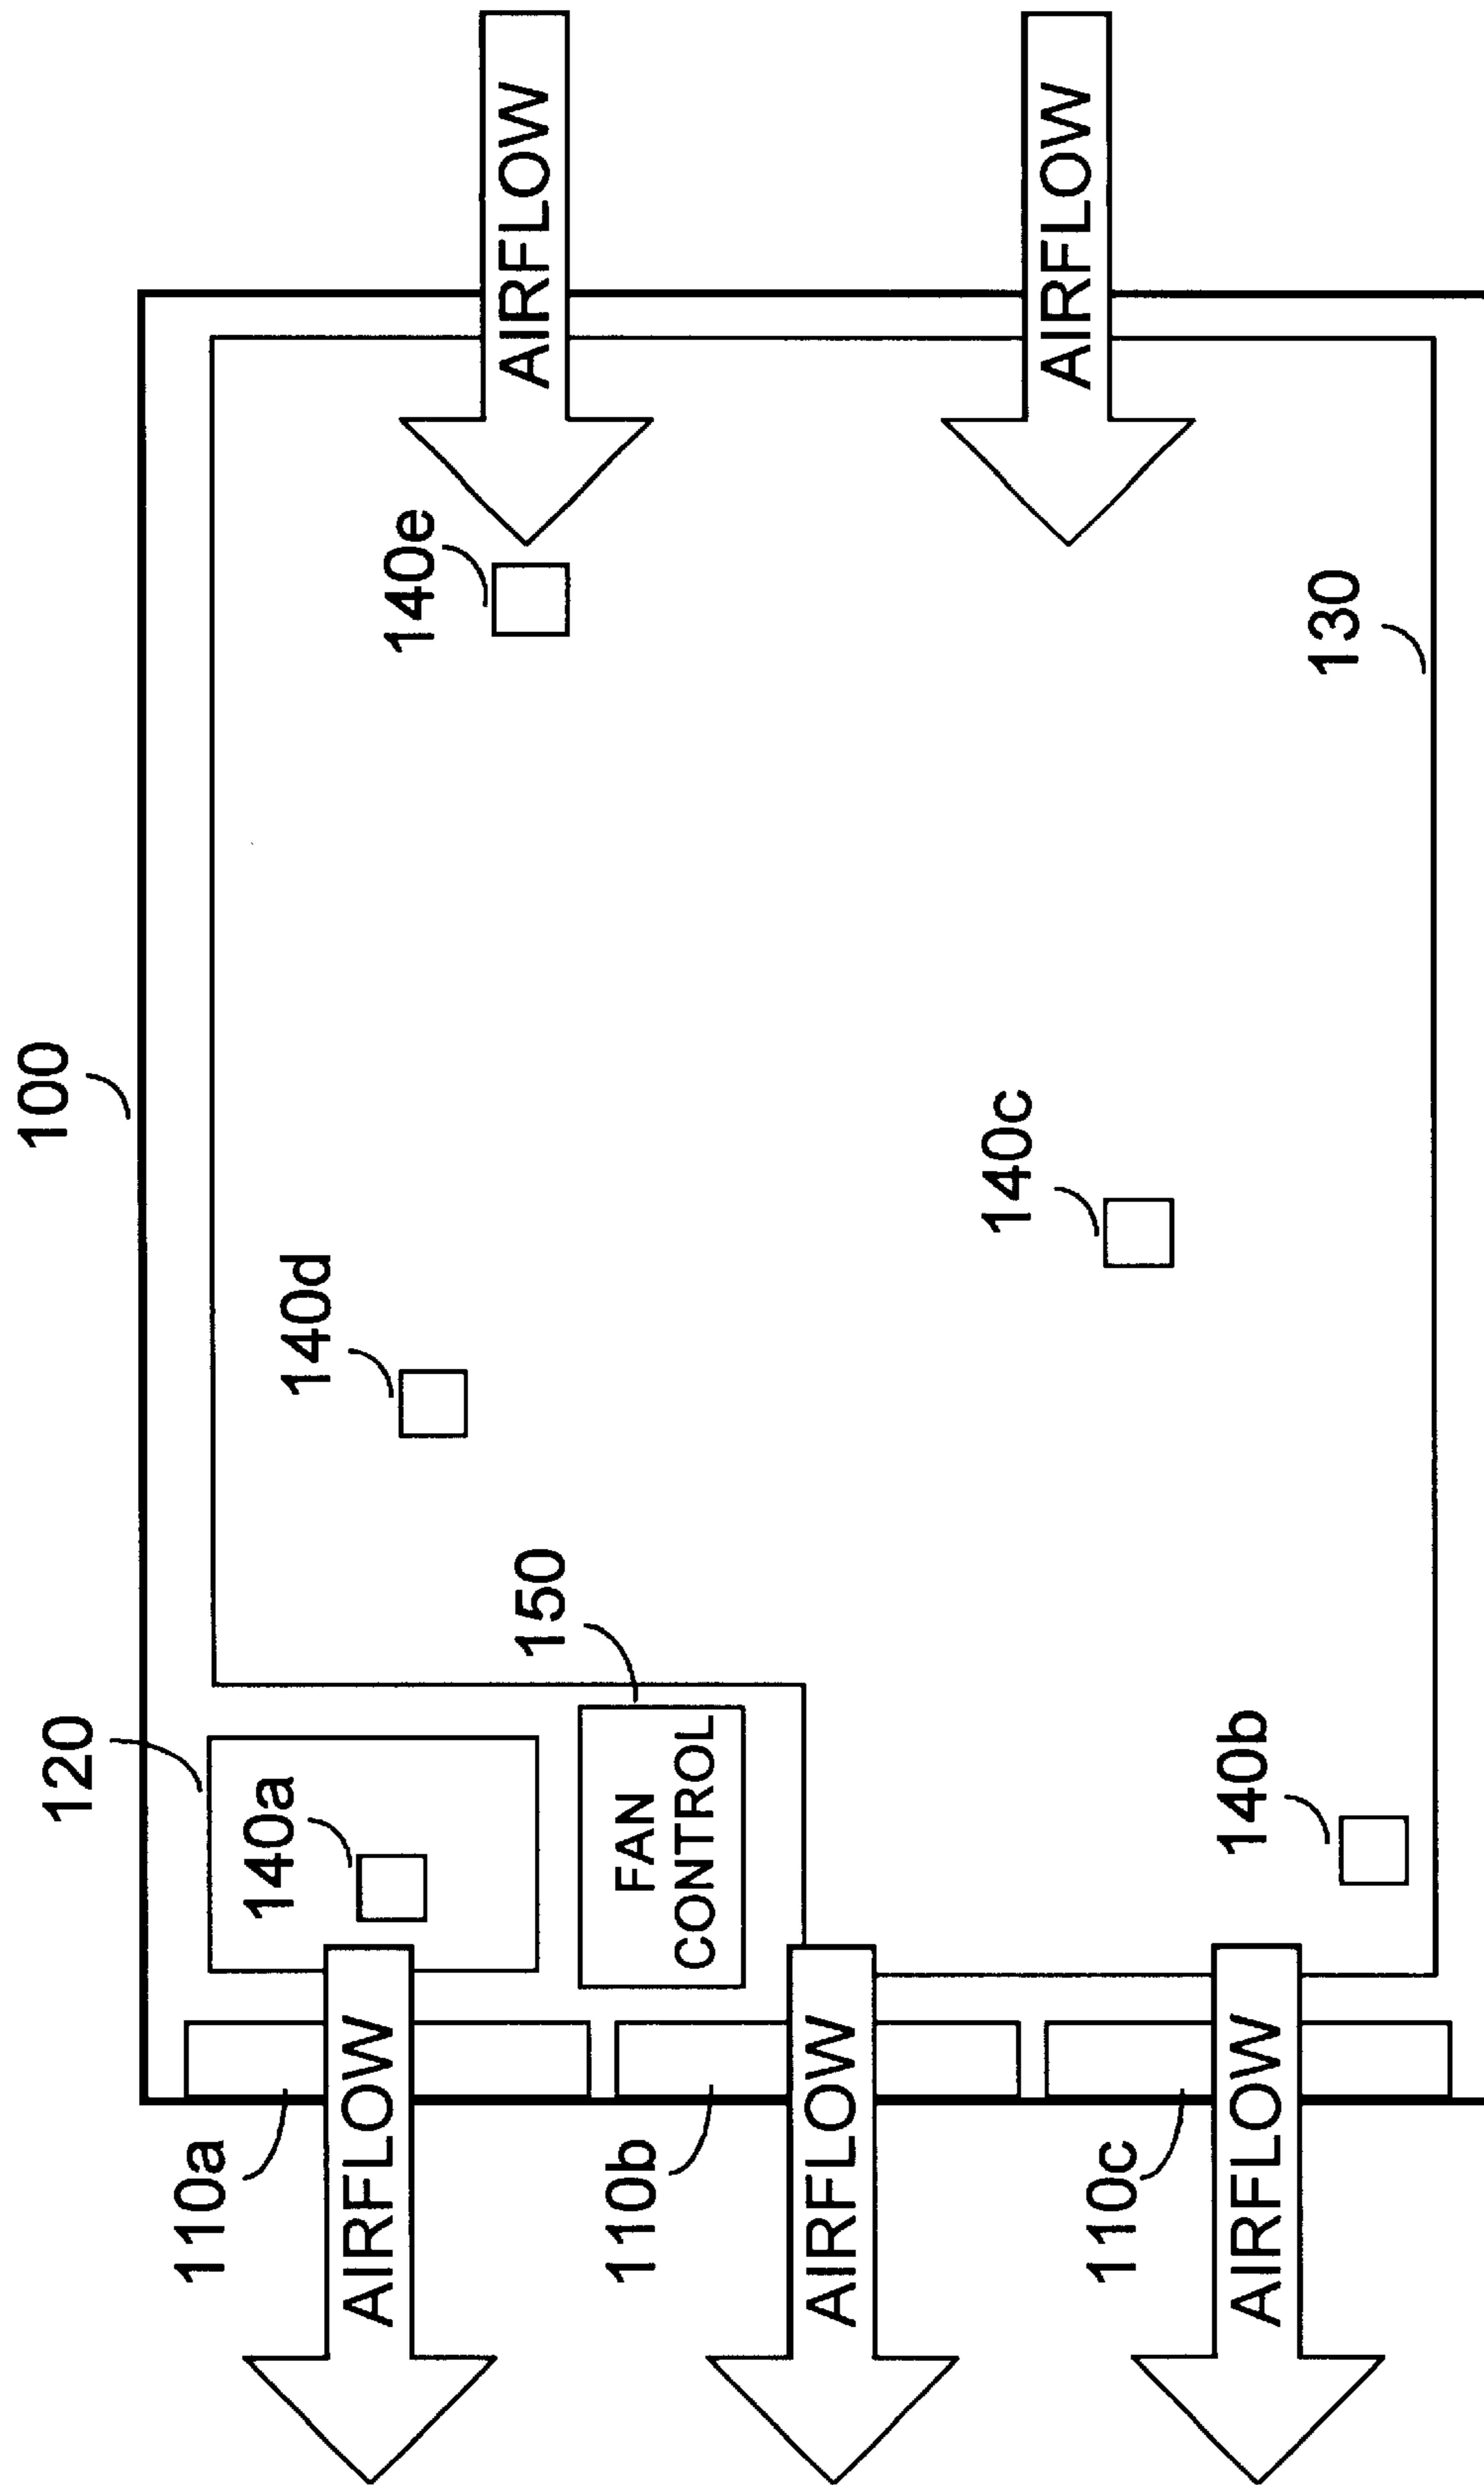 100
120
140a
110a
AIRFLOW
150
FAN
CONTROL
110b
AIRFLOW
140d
140e
AIRFLOW
140c
AIRFLOW
140b
110c
AIRFLOW
130